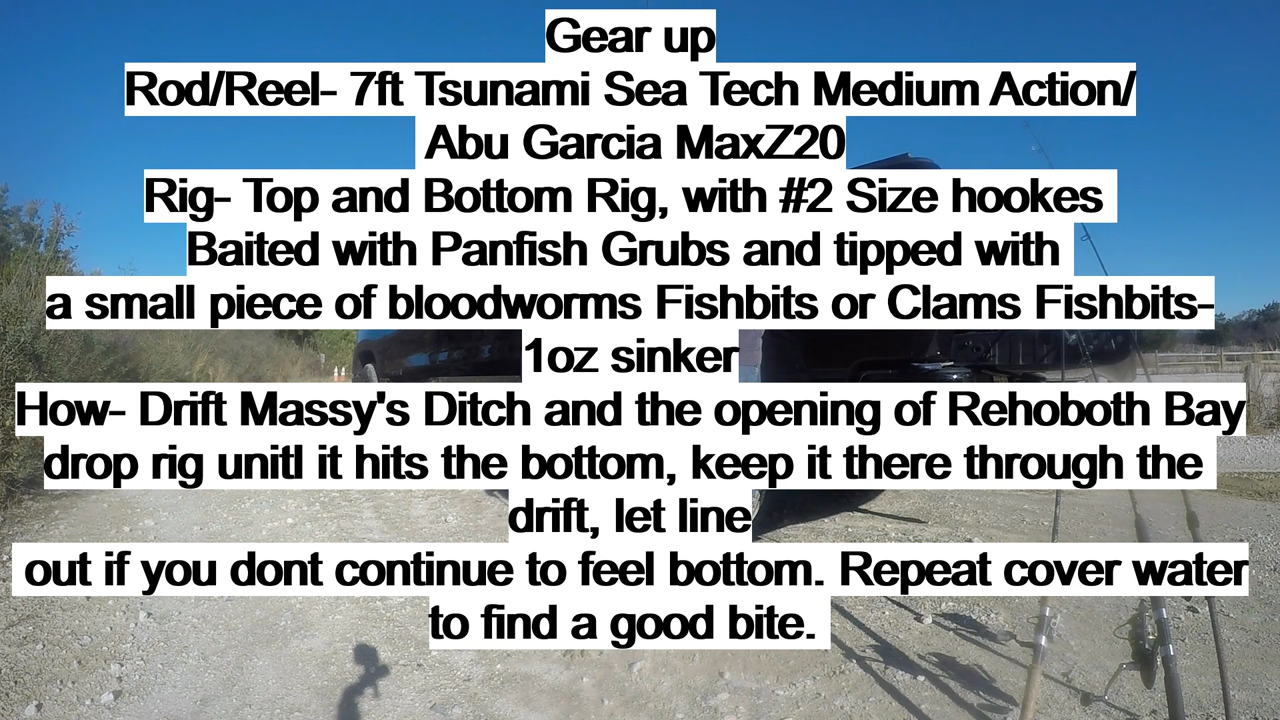 Gear up
Rod/Reel- 7ft Tsunami Sea Tech Medium Action/
Abu Garcia MaxZ20
Rig- Top and Bottom Rig, with #2 Size hookes
Baited with Panfish Grubs and tipped with
a small piece of bloodworms Fishbits or Clams Fishbits-
1oz sinker
How- Drift Massy's Ditch and the opening of Rehoboth Bay
drop rig unitl it hits the bottom, keep it there through the
drift, let line
out if you dont continue to feel bottom. Repeat cover water
to find a good bite.